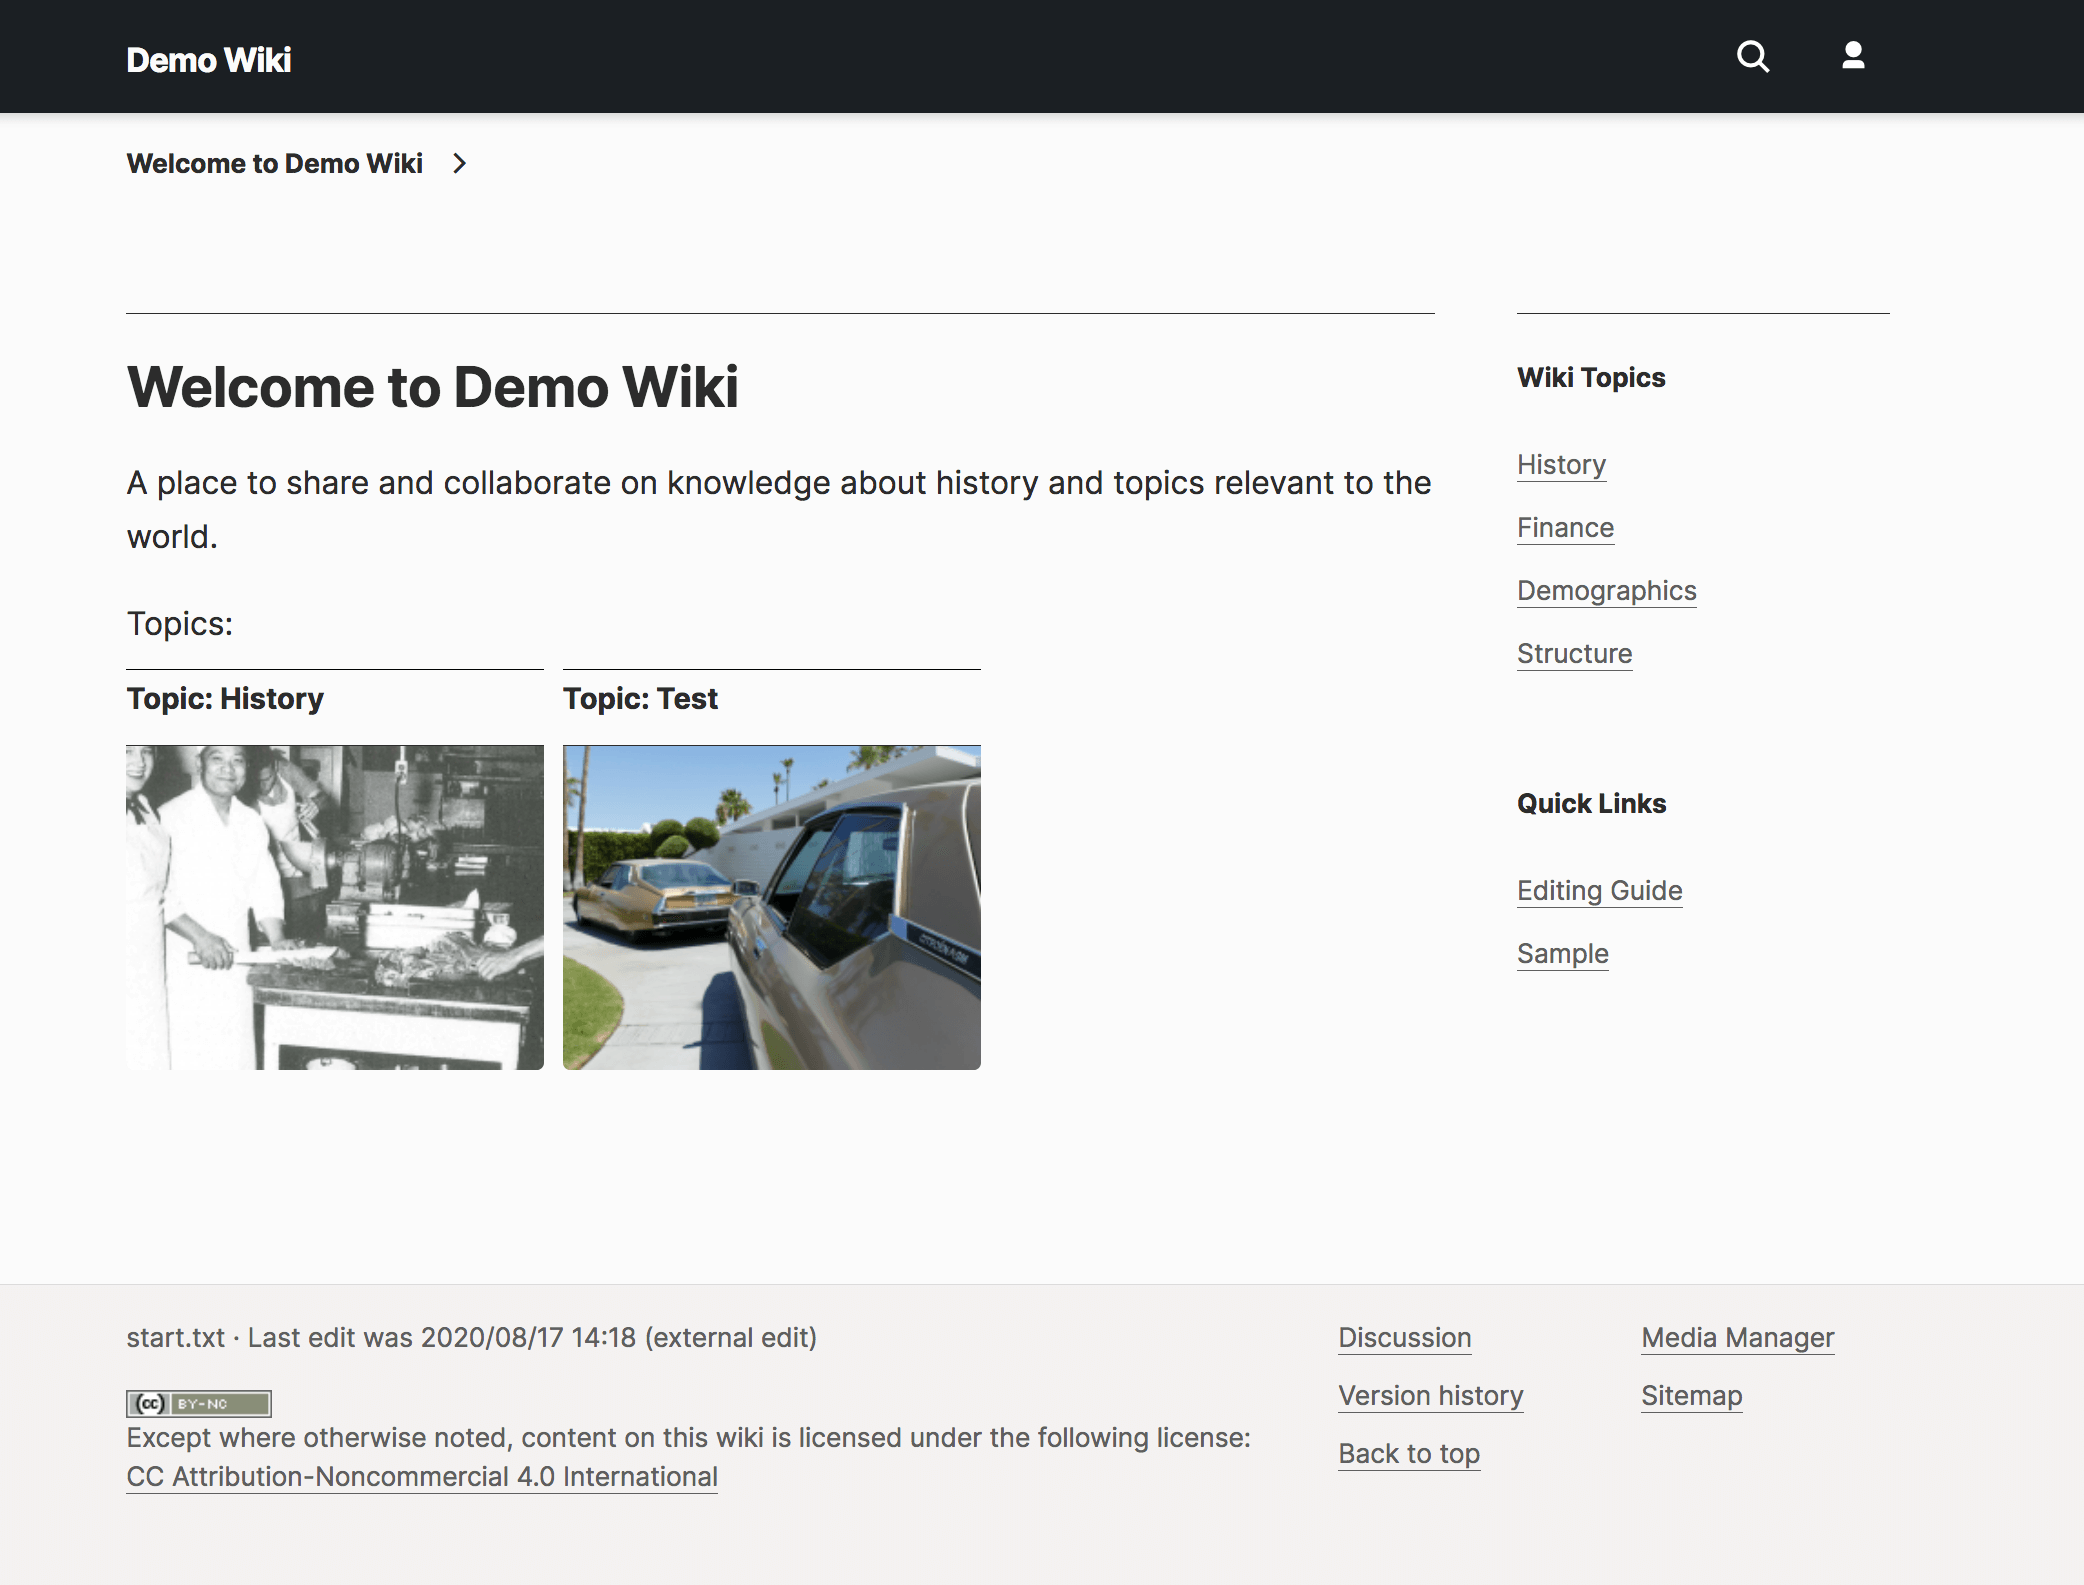 Demo Wiki
Welcome to Demo Wiki
Welcome to Demo Wiki
A place to share and collaborate on knowledge about history and topics relevant to the
world.
Topics:
Topic: History
Topic: Test
Wiki Topics
History
Finance
Demographics
Structure
Quick Links
Editing Guide
Sample
start.txt · Last edit was 2020/08/17 14:18 (external edit)
(cc) BY-NC
Except where otherwise noted, content on this wiki is licensed under the following license:
CC Attribution-Noncommercial 4.0 International
Discussion
Version history
Back to top
Media Manager
Sitemap